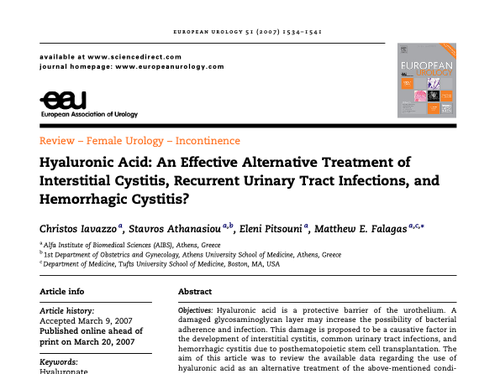 EUROPEAN UROLOGY 51 (2007) 1534–1541
available at www.sciencedirect.com
journal homepage: www.europeanurology.com
EUROPEAN
UROLOGY
eau
European Association of Urology
Review – Female Urology – Incontinence
Hyaluronic Acid: An Effective Alternative Treatment of
Interstitial Cystitis, Recurrent Urinary Tract Infections, and
Hemorrhagic Cystitis?
Christos Iavazzo a, Stavros Athanasiou a,b, Eleni Pitsouni a, Matthew E. Falagas a,c,*
a Alfa Institute of Biomedical Sciences (AIBS), Athens, Greece
b 1st Department of Obstetrics and Gynecology, Athens University School of Medicine, Athens, Greece
c Department of Medicine, Tufts University School of Medicine, Boston, MA, USA
Article info
Article history:
Accepted March 9, 2007
Published online ahead of
print on March 20, 2007
Keywords:
Hyaluronate
Abstract
Objectives: Hyaluronic acid is a protective barrier of the urothelium. A
damaged glycosaminoglycan layer may increase the possibility of bacterial
adherence and infection. This damage is proposed to be a causative factor in
the development of interstitial cystitis, common urinary tract infections, and
hemorrhagic cystitis due to posthematopoietic stem cell transplantation. The
aim of this article was to review the available data regarding the use of
hyaluronic acid as an alternative treatment of the above-mentioned condi-